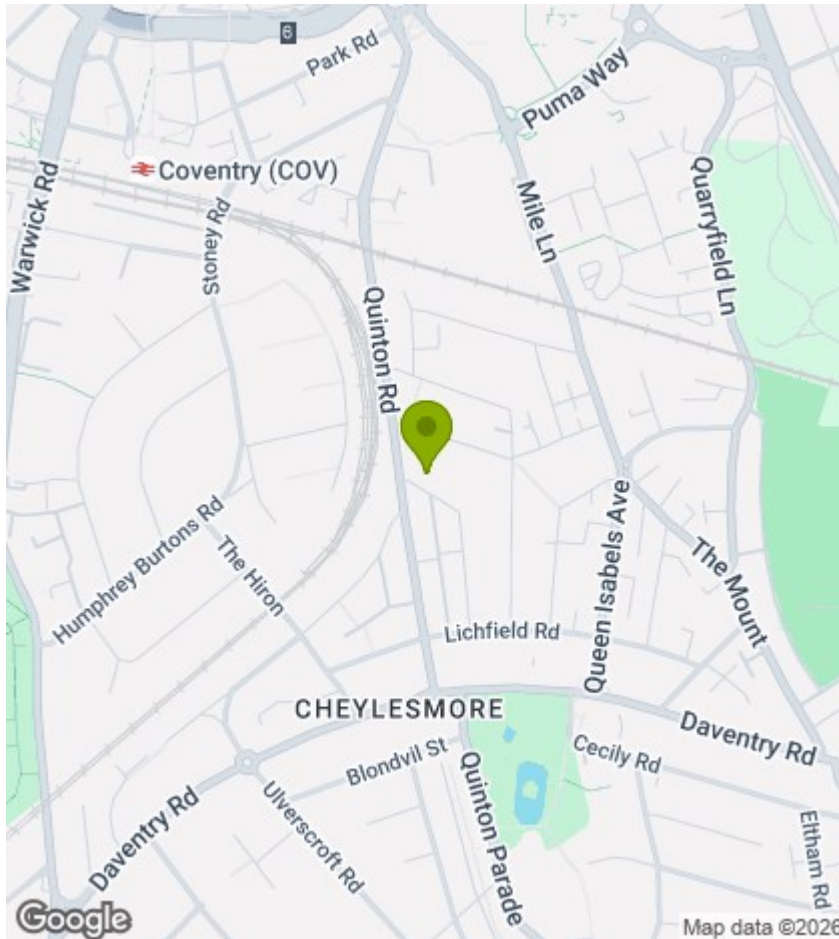 6
Park Rd
Puma Way
Coventry (COV)
Warwick Rd
Stoney Rd
Mile Ln
Quarryfield Ln
Quinton Rd
Humphrey Burtons Rd
The Hiron
Queen Isabels Ave
The Mount
Lichfield Rd
CHEYLESMORE
Daventry Rd
Blondvil St
Cecily Rd
Daventry Rd
Ulverscroft Rd
Quinton Parade
Eltham Rd
Google
Map data ©2026